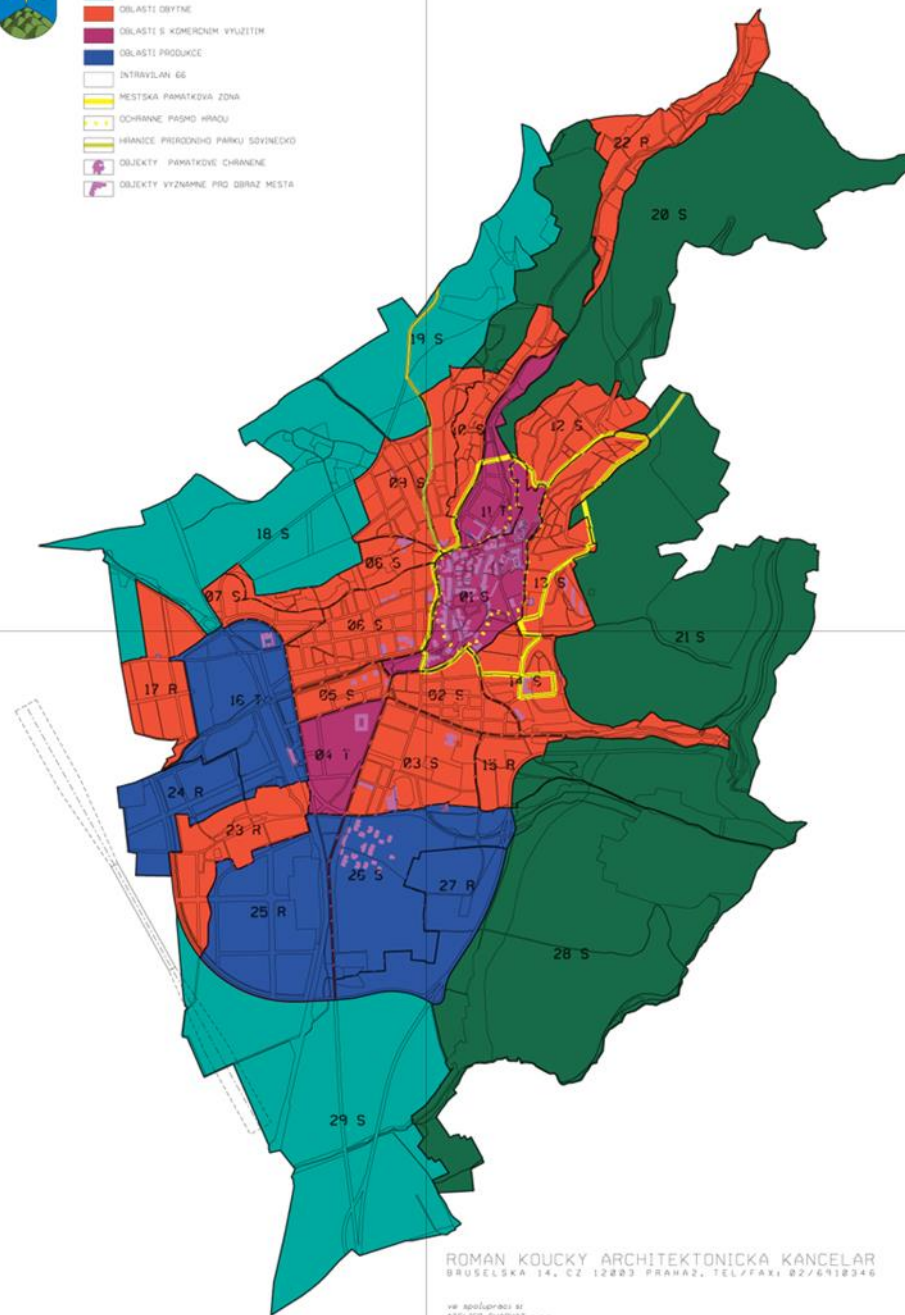 OBLASTI OBYTNE
OBLASTI S KOMERCNIM VYUZITIM
OBLASTI PRODUKCE
INTRAVILAN 66
MESTSKA PAMATKOVA ZONA
OCHRANNE PASMO HRADU
HRANICE PRIRODNIHO PARKU SOVINECKO
OBJEKTY PAMATKOVE CHRANENE
OBJEKTY VYZNAMNE PRO OBRAZ MESTA
22 R
20 S
19 S
10 S
12 S
09 S
11 T
18 S
06 S
07 S
13 S
01 S
06 S
21 S
17 R
16 T
05 S
02 S
14 S
04 T
03 S
15 R
24 R
23 R
26 S
27 R
25 R
28 S
29 S
ROMAN KOUCKY ARCHITEKTONICKA KANCELAR
BRUSELSKA 14, CZ 12003 PRAHA2, TEL/FAX: 02/6910346
ve spolupraci s: